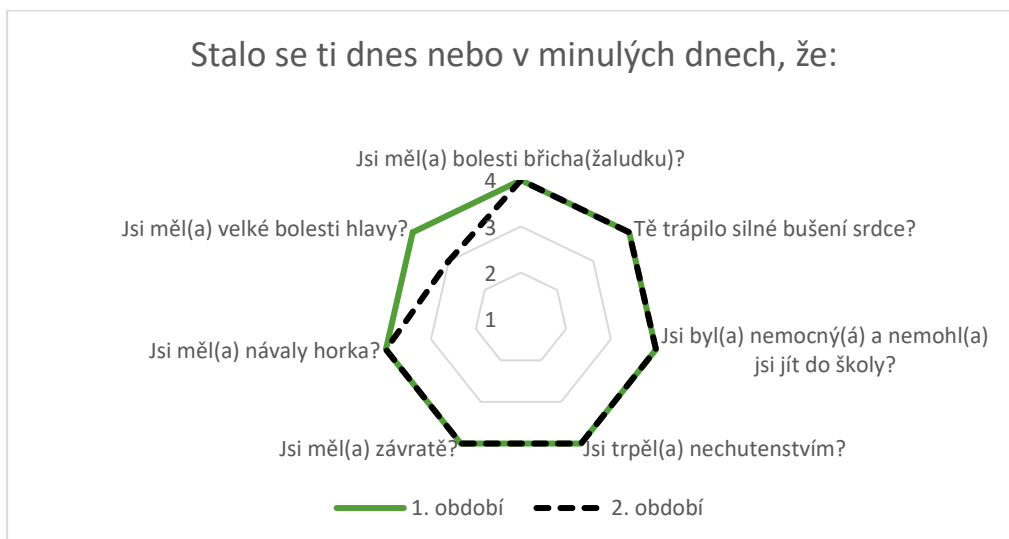 Stalo se ti dnes nebo v minulých dnech, že:
Jsi měl(a) bolesti břicha(žaludku)?
4
Jsi měl(a) velké bolesti hlavy?
3
Tě trápilo silné bušení srdce?
2
1
Jsi měl(a) návaly horka?
Jsi byl(a) nemocný(á) a nemohl(a)
jsi jít do školy?
Jsi měl(a) závratě?
Jsi trpěl(a) nechutenstvím?
1. období
2. období